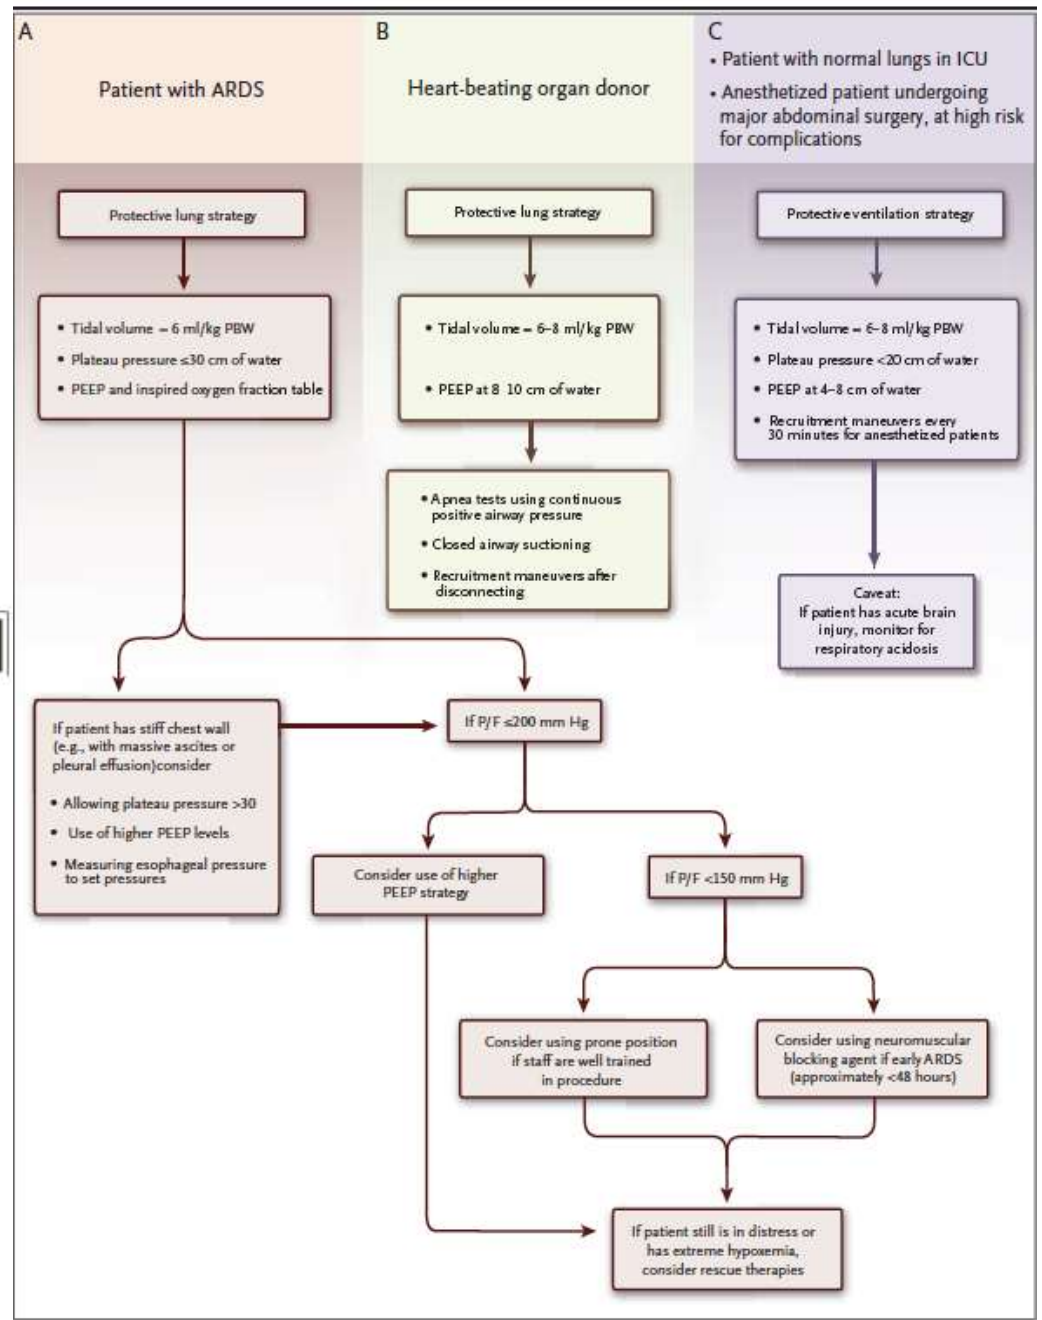 A
Patient with ARDS
Protective lung strategy
• Tidal volume = 6 ml/kg PBW
• Plateau pressure ≤30 cm of water
• PEEP and inspired oxygen fraction table
B
Heart-beating organ donor
Protective lung strategy
• Tidal volume = 6–8 ml/kg PBW
• PEEP at 8 10 cm of water
• Apnea tests using continuous
positive airway pressure
• Closed airway suctioning
• Recruitment maneuvers after
disconnecting
C
• Patient with normal lungs in ICU
• Anesthetized patient undergoing
major abdominal surgery, at high risk
for complications
Protective ventilation strategy
• Tidal volume = 6–8 ml/kg PBW
• Plateau pressure <20 cm of water
• PEEP at 4–8 cm of water
• Recruitment maneuvers every
30 minutes for anesthetized patients
Caveat:
If patient has acute brain
injury, monitor for
respiratory acidosis
If patient has stiff chest wall
(e.g., with massive ascites or
pleural effusion)consider
• Allowing plateau pressure >30
• Use of higher PEEP levels
• Measuring esophageal pressure
to set pressures
If P/F ≤200 mm Hg
Consider use of higher
PEEP strategy
If P/F <150 mm Hg
Consider using prone position
if staff are well trained
in procedure
Consider using neuromuscular
blocking agent if early ARDS
(approximately <48 hours)
If patient still is in distress or
has extreme hypoxemia,
consider rescue therapies